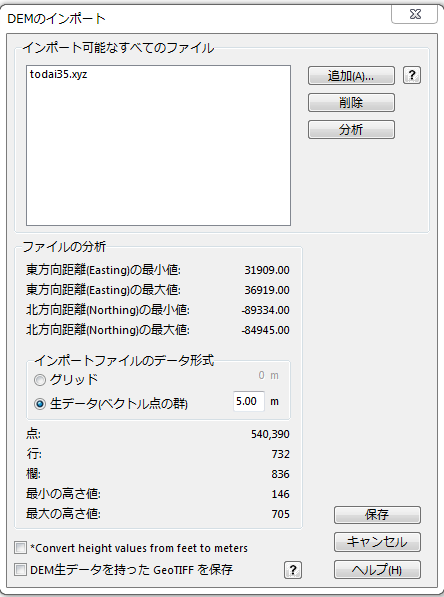 DEMのインポート
インポート可能なすべてのファイル
todai35.xyz
追加(A)... ?
削除
分析
ファイルの分析
東方向距離(Easting)の最小値: 31909.00
東方向距離(Easting)の最大値: 36919.00
北方向距離(Northing)の最小値: -89334.00
北方向距離(Northing)の最大値: -84945.00
インポートファイルのデータ形式
グリッド 0 m
生データ(ベクトル点の群) 5.00 m
点: 540,390
行: 732
欄: 836
最小の高さ値: 146
最大の高さ値: 705
保存
*Convert height values from feet to meters キャンセル
DEM生データを持った GeoTIFF を保存 ? ヘルプ(H)